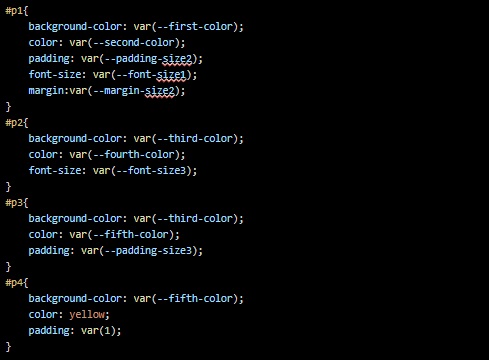 #p1{
    background-color: var(--first-color);
    color: var(--second-color);
    padding: var(--padding-size2);
    font-size: var(--font-size1);
    margin:var(--margin-size2);
}
#p2{
    background-color: var(--third-color);
    color: var(--fourth-color);
    font-size: var(--font-size3);
}
#p3{
    background-color: var(--third-color);
    color: var(--fifth-color);
    padding: var(--padding-size3);
}
#p4{
    background-color: var(--fifth-color);
    color: yellow;
    padding: var(1);
}